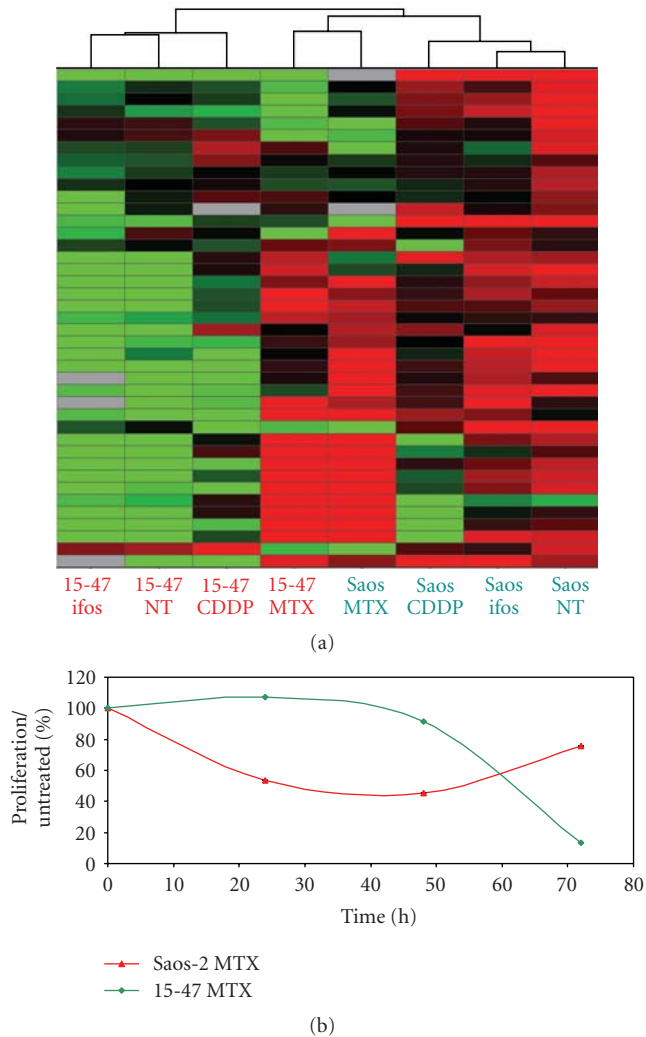 15-47 15-47 15-47 15-47 Saos Saos Saos Saos
ifos NT CDDP MTX MTX CDDP ifos NT
(a)
120
100
80
60
40
20
0
Proliferation/
untreated (%)
0 10 20 30 40 50 60 70 80
Time (h)
Saos-2 MTX
15-47 MTX
(b)